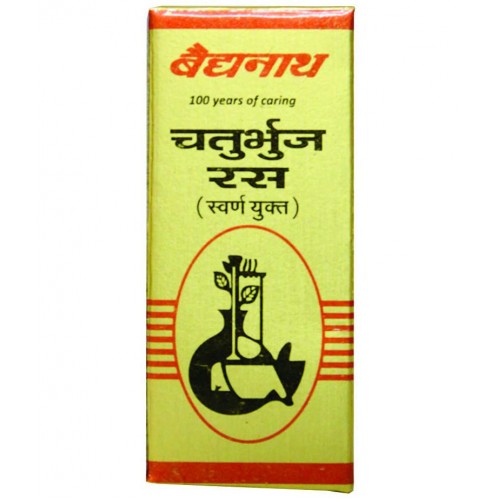 बैद्यनाथ
100 years of caring
चतुर्भुज
रस
(स्वर्ण युक्त)